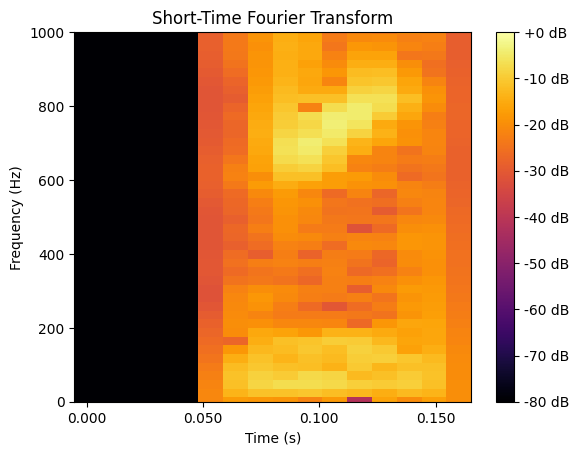 Short-Time Fourier Transform
Frequency (Hz)
1000
800
600
400
200
0
0.000
0.050
0.100
0.150
Time (s)
+0 dB
-10 dB
-20 dB
-30 dB
-40 dB
-50 dB
-60 dB
-70 dB
-80 dB